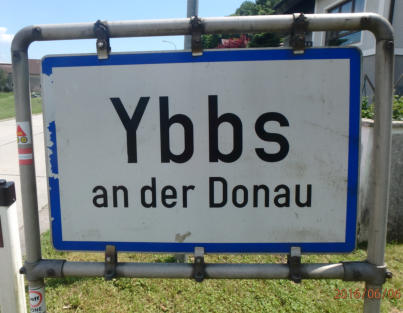 Ybbs
an der Donau